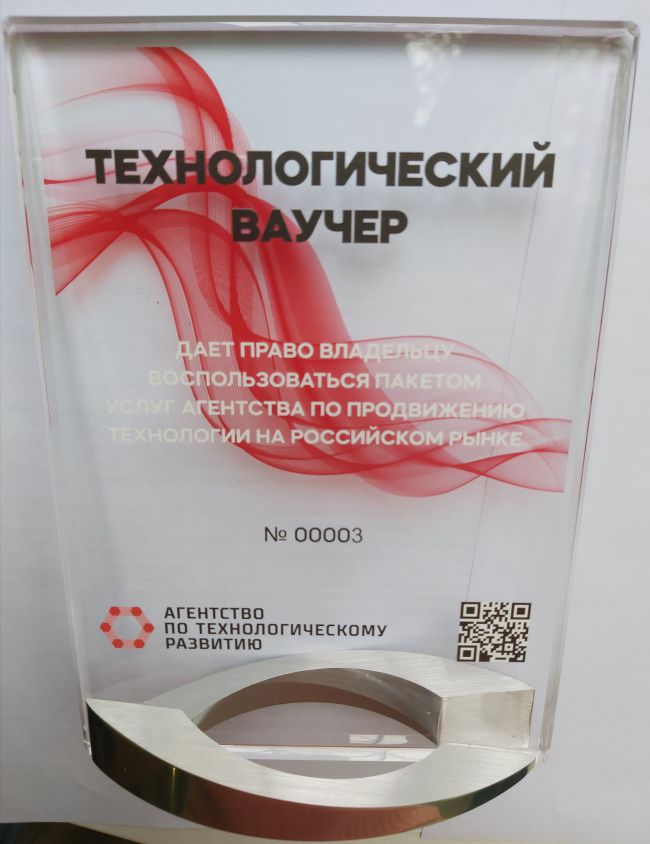 ТЕХНОЛОГИЧЕСКИЙ
ВАУЧЕР
ДАЕТ ПРАВО ВЛАДЕЛЬЦУ
ВОСПОЛЬЗОВАТЬСЯ ПАКЕТОМ
УСЛУГ АГЕНТСТВА ПО ПРОДВИЖЕНИЮ
ТЕХНОЛОГИИ НА РОССИЙСКОМ РЫНКЕ
№ 00003
АГЕНТСТВО
ПО ТЕХНОЛОГИЧЕСКОМУ
РАЗВИТИЮ